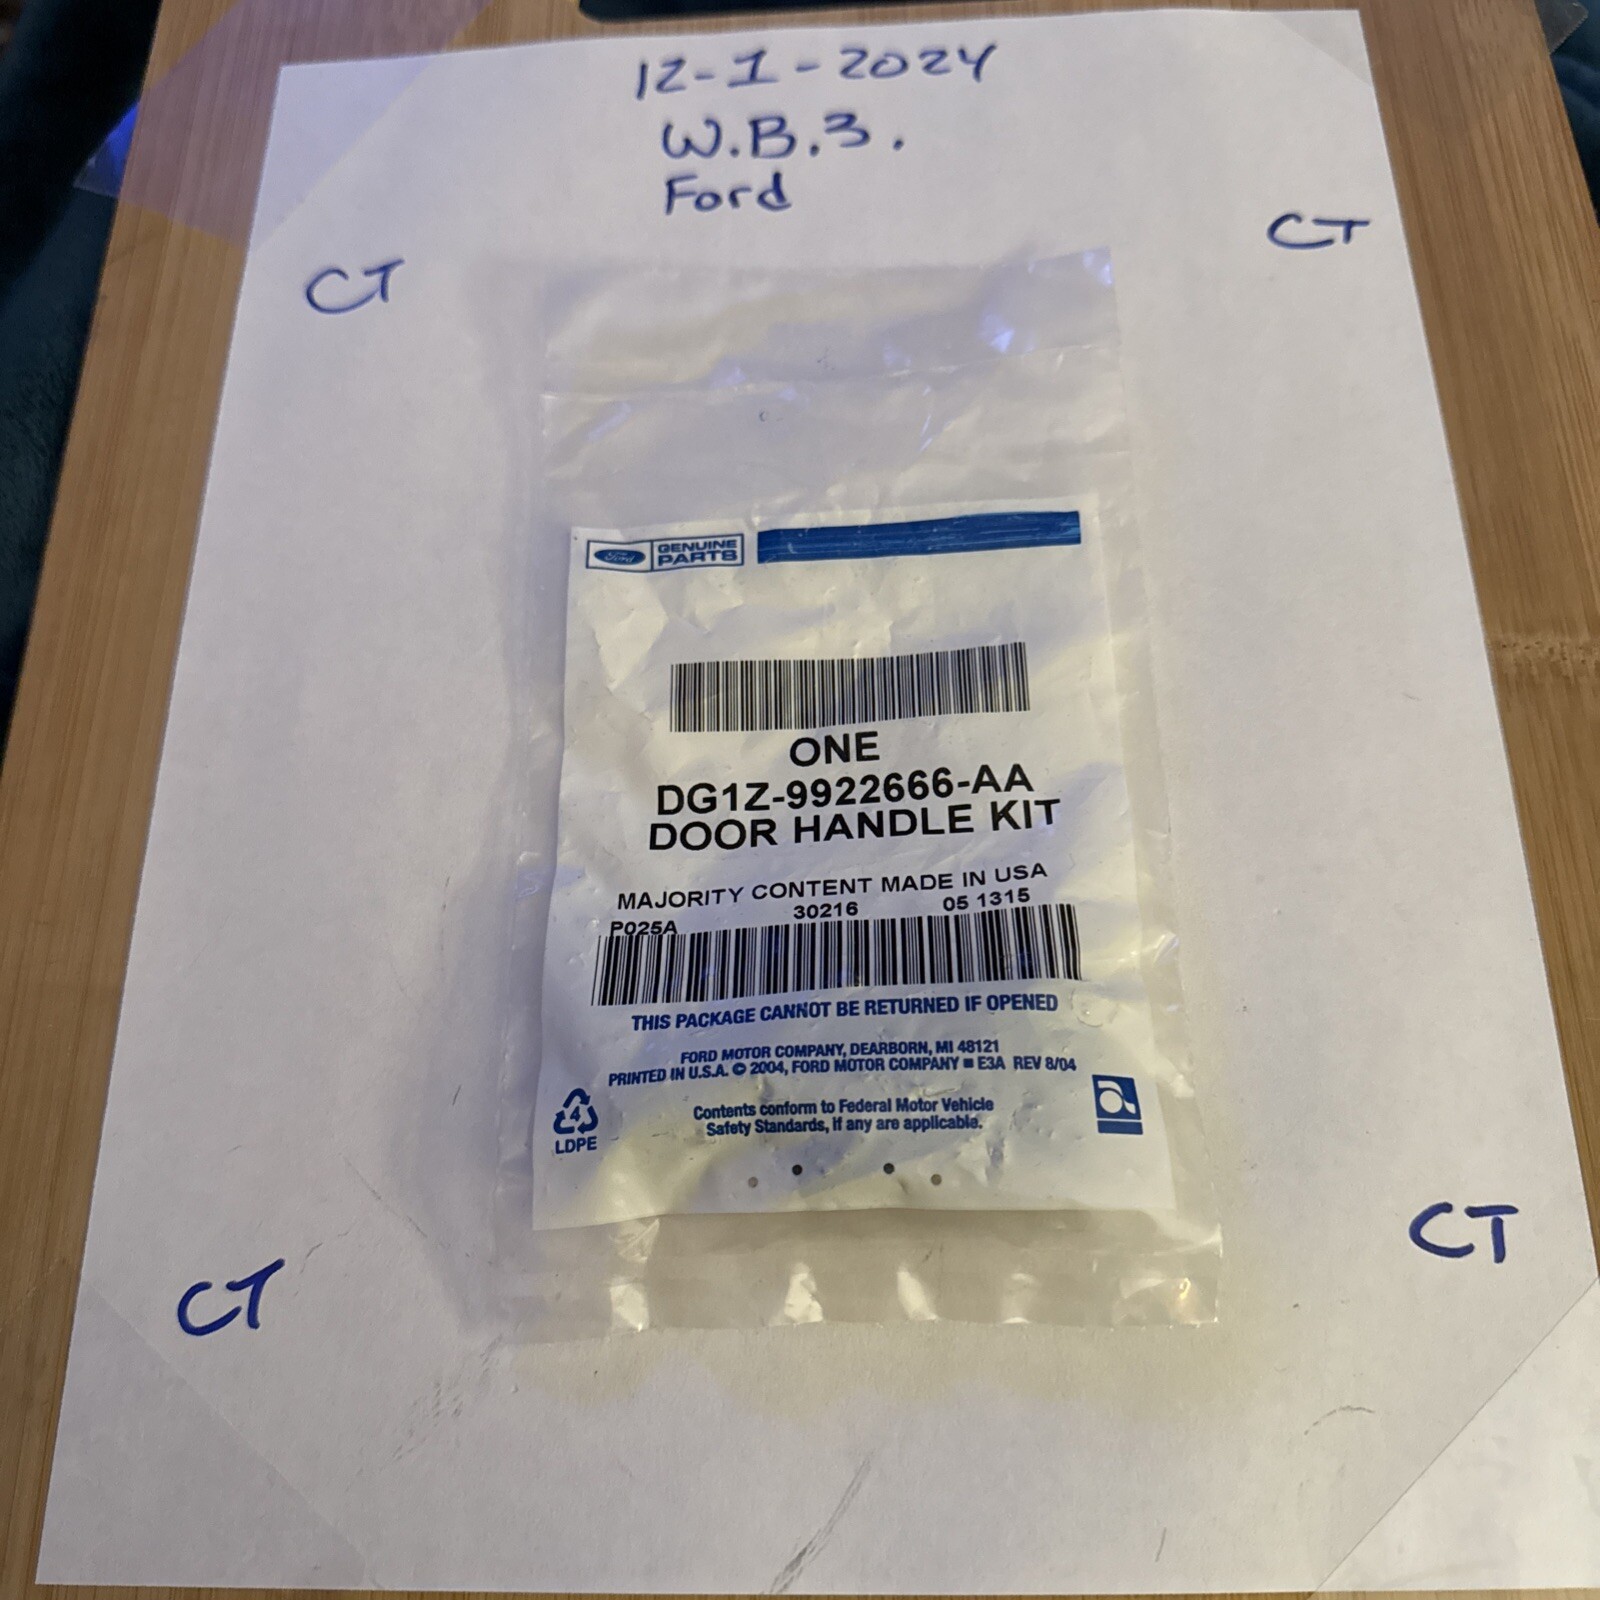 12-1-2024
W.B.3.
Ford
CT
CT
Ford GENUINE PARTS
ONE
DG1Z-9922666-AA
DOOR HANDLE KIT
MAJORITY CONTENT MADE IN USA
P025A 30216 05 1315
THIS PACKAGE CANNOT BE RETURNED IF OPENED
FORD MOTOR COMPANY, DEARBORN, MI 48121
PRINTED IN U.S.A. © 2004, FORD MOTOR COMPANY ■ E3A REV 8/04
4
LDPE
Contents conform to Federal Motor Vehicle
Safety Standards, if any are applicable.
a
CT
CT